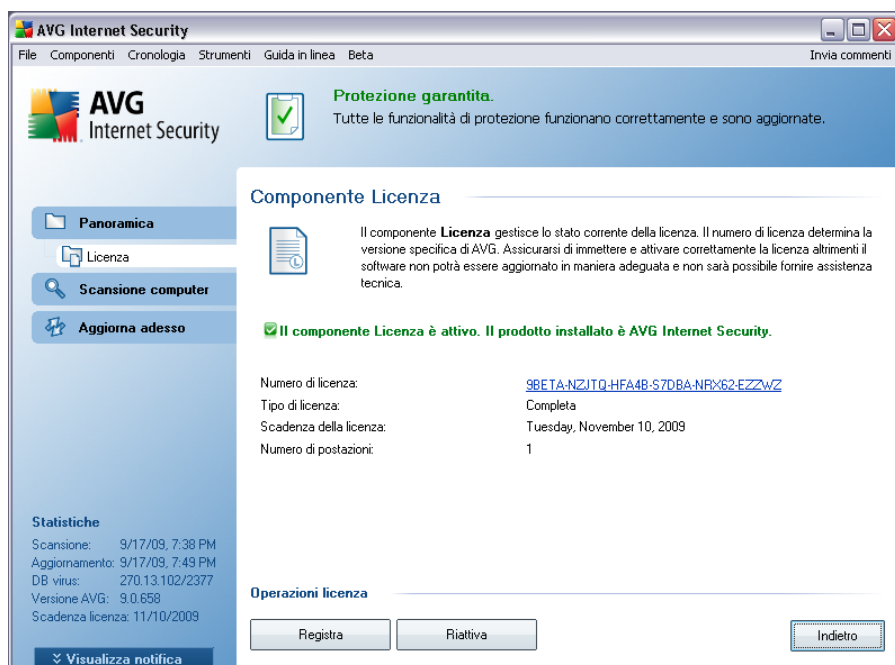 AVG Internet Security
File Componenti Cronologia Strumenti Guida in linea Beta Invia commenti
AVG
Internet Security
Protezione garantita.
Tutte le funzionalità di protezione funzionano correttamente e sono aggiornate.
Panoramica
Licenza
Scansione computer
Aggiorna adesso
Componente Licenza
Il componente Licenza gestisce lo stato corrente della licenza. Il numero di licenza determina la
versione specifica di AVG. Assicurarsi di immettere e attivare correttamente la licenza altrimenti il
software non potrà essere aggiornato in maniera adeguata e non sarà possibile fornire assistenza
tecnica.
Il componente Licenza è attivo. Il prodotto installato è AVG Internet Security.
Numero di licenza: 9BETA-NZJTQ-HFA4B-S7DBA-NRX62-EZZWZ
Tipo di licenza: Completa
Scadenza della licenza: Tuesday, November 10, 2009
Numero di postazioni: 1
Statistiche
Scansione: 9/17/09, 7:38 PM
Aggiornamento: 9/17/09, 7:49 PM
DB virus: 270.13.102/2377
Versione AVG: 9.0.658
Scadenza licenza: 11/10/2009
Visualizza notifica
Operazioni licenza
Registra Riattiva Indietro